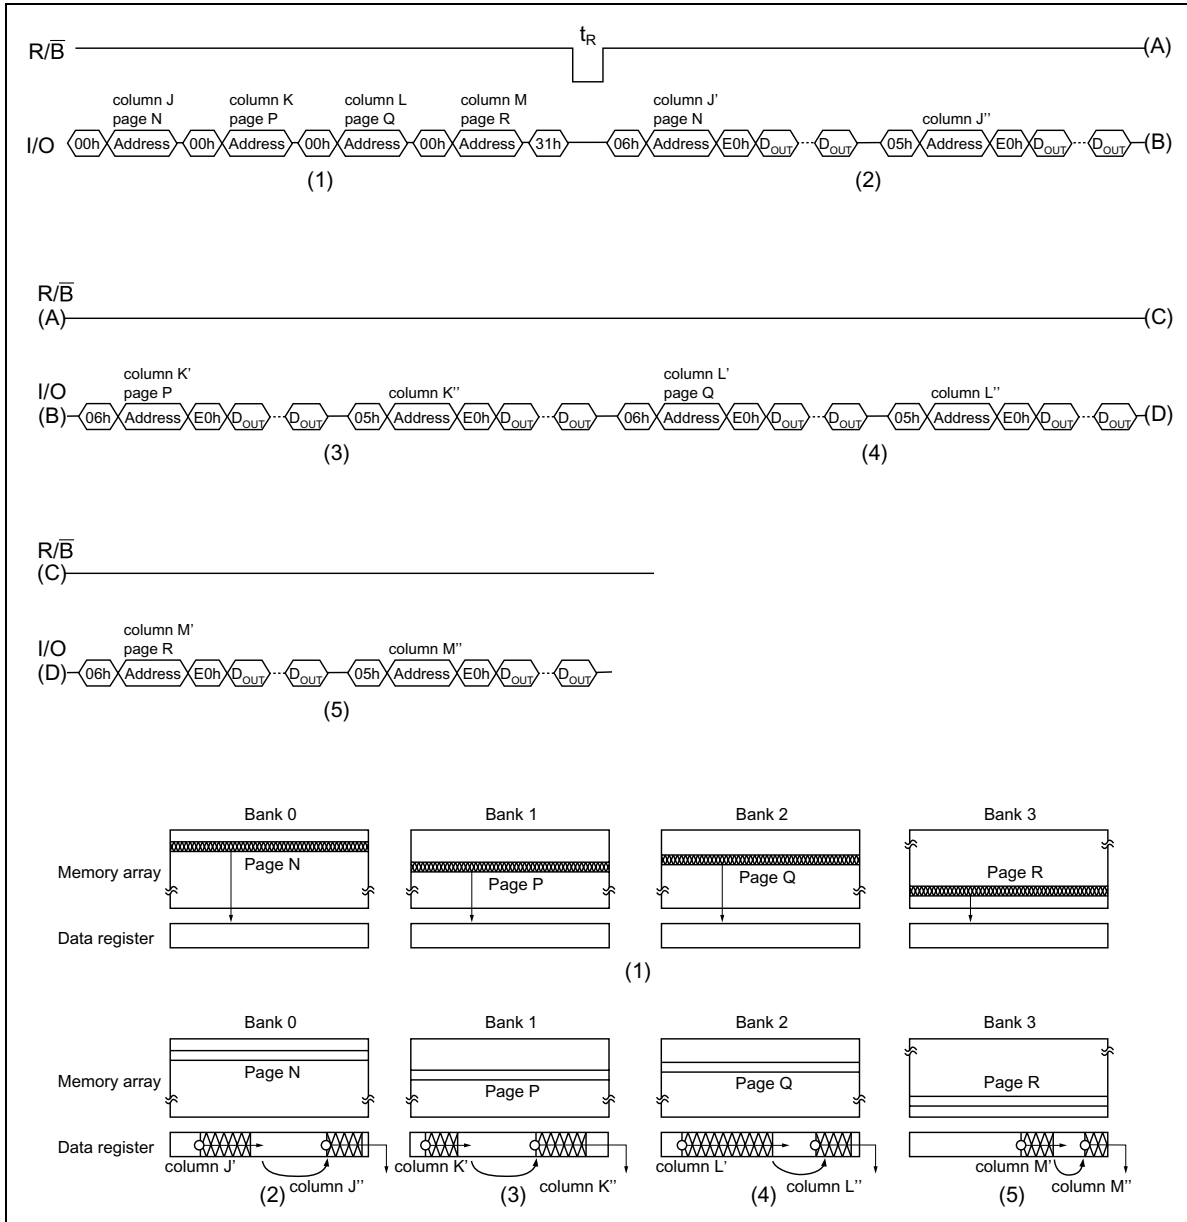 t_R
R/B̅ (A)
column J column K column L column M column J'
page N page P page Q page R page N column J''
I/O 00h Address 00h Address 00h Address 00h Address 31h 06h Address E0h D_OUT D_OUT 05h Address E0h D_OUT D_OUT (B)
(1) (2)
R/B̅
(A) (C)
column K' column L'
I/O page P column K'' page Q column L''
(B) 06h Address E0h D_OUT D_OUT 05h Address E0h D_OUT D_OUT 06h Address E0h D_OUT D_OUT 05h Address E0h D_OUT D_OUT (D)
(3) (4)
R/B̅
(C)
column M'
I/O page R column M''
(D) 06h Address E0h D_OUT D_OUT 05h Address E0h D_OUT D_OUT
(5)
Bank 0 Bank 1 Bank 2 Bank 3
Memory array Page N Page P Page Q Page R
Data register
(1)
Bank 0 Bank 1 Bank 2 Bank 3
Memory array Page N Page P Page Q Page R
Data register
column J' column K' column L' column M'
(2) column J'' (3) column K'' (4) column L'' (5) column M''